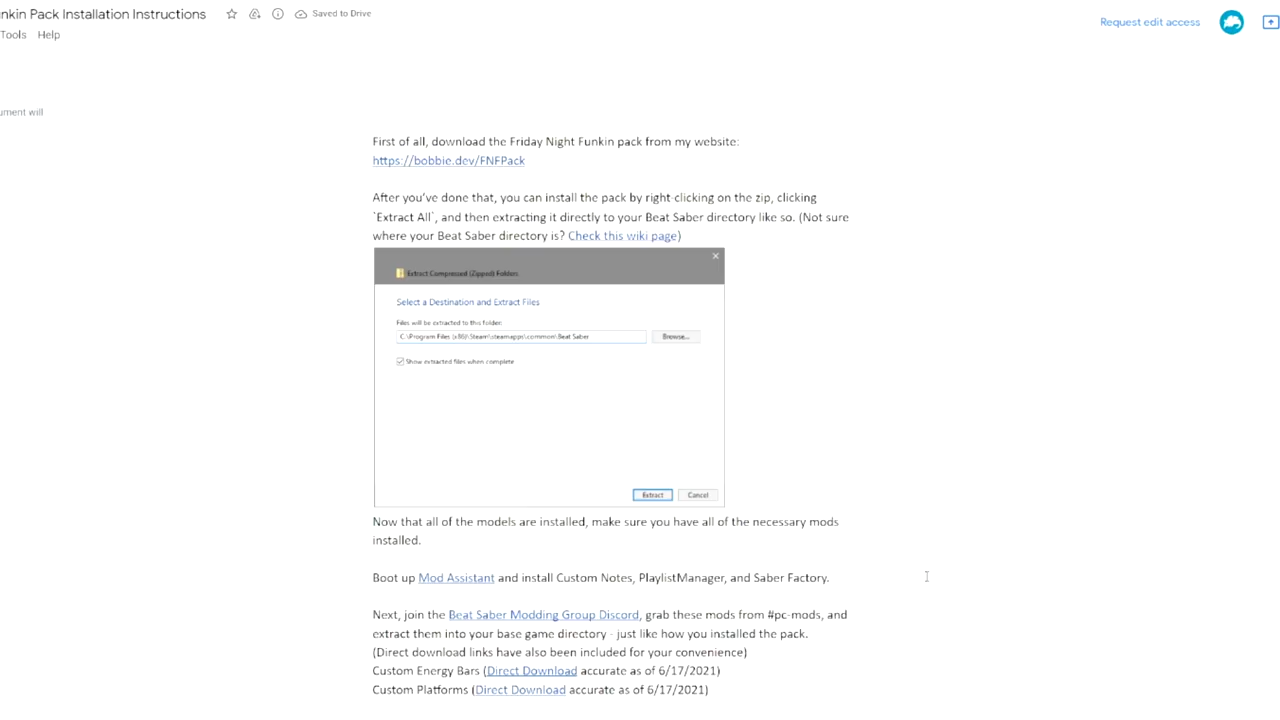 nkin Pack Installation Instructions
Saved to Drive
Request edit access
Tools Help
ument will
First of all, download the Friday Night Funkin pack from my website:
https://bobbie.dev/FNFPack
After you've done that, you can install the pack by right-clicking on the zip, clicking
`Extract All`, and then extracting it directly to your Beat Saber directory like so. (Not sure
where your Beat Saber directory is? Check this wiki page)
Extract Compressed (Zipped) Folders
Select a Destination and Extract Files
Files will be extracted to this folder:
C:\Program Files (x86)\Steam\steamapps\common\Beat Saber
Browse...
Show extracted files when complete
Extract Cancel
Now that all of the models are installed, make sure you have all of the necessary mods
installed.
Boot up Mod Assistant and install Custom Notes, PlaylistManager, and Saber Factory.
Next, join the Beat Saber Modding Group Discord, grab these mods from #pc-mods, and
extract them into your base game directory - just like how you installed the pack.
(Direct download links have also been included for your convenience)
Custom Energy Bars (Direct Download accurate as of 6/17/2021)
Custom Platforms (Direct Download accurate as of 6/17/2021)